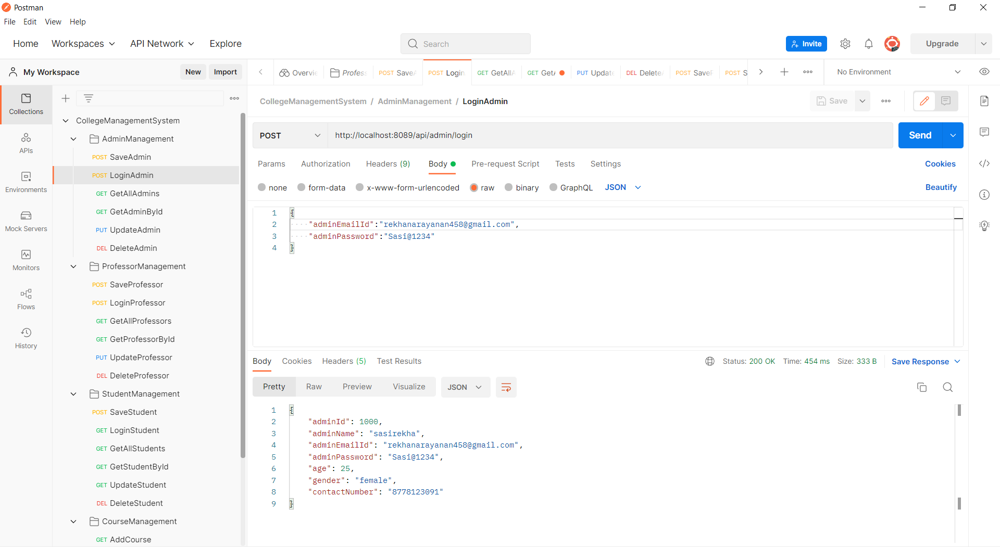 Postman
File Edit View Help
Home Workspaces API Network Explore
Search
Invite
Upgrade
My Workspace
New
Import
Overvie
Profess
POST SaveA
POST Login
GET GetAllA
GET GetA
PUT Update
DEL Delete
POST SaveP
POST S
No Environment
Collections
APIs
Environments
Mock Servers
Monitors
Flows
History
CollegeManagementSystem
AdminManagement
POST SaveAdmin
POST LoginAdmin
GET GetAllAdmins
GET GetAdminById
PUT UpdateAdmin
DEL DeleteAdmin
ProfessorManagement
POST SaveProfessor
POST LoginProfessor
GET GetAllProfessors
GET GetProfessorById
PUT UpdateProfessor
DEL DeleteProfessor
StudentManagement
POST SaveStudent
GET LoginStudent
GET GetAllStudents
GET GetStudentById
GET UpdateStudent
DEL DeleteStudent
CourseManagement
GET AddCourse
CollegeManagementSystem / AdminManagement / LoginAdmin
Save
POST http://localhost:8089/api/admin/login
Send
Params Authorization Headers (9) Body Pre-request Script Tests Settings
Cookies
none form-data x-www-form-urlencoded raw binary GraphQL JSON
Beautify
1 {
2 "adminEmailId":"rekhanarayanan458@gmail.com",
3 "adminPassword":"Sasi@1234"
4 }
Body Cookies Headers (5) Test Results
Status: 200 OK Time: 454 ms Size: 333 B
Save Response
Pretty Raw Preview Visualize JSON
1 {
2 "adminId": 1000,
3 "adminName": "sasirekha",
4 "adminEmailId": "rekhanarayanan458@gmail.com",
5 "adminPassword": "Sasi@1234",
6 "age": 25,
7 "gender": "female",
8 "contactNumber": "8778123091"
9 }